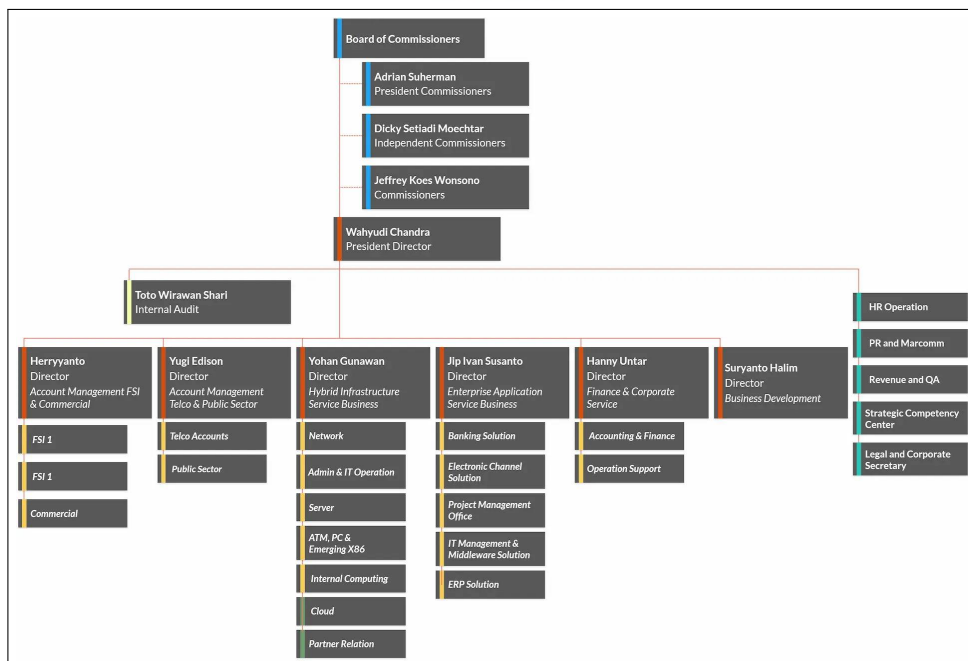 Board of Commissioners
Adrian Suherman
President Commissioners
Dicky Setiadi Moechtar
Independent Commissioners
Jeffrey Koes Wonsono
Commissioners
Wahyudi Chandra
President Director
Toto Wirawan Shari
Internal Audit
HR Operation
PR and Marcomm
Revenue and QA
Strategic Competency
Center
Legal and Corporate
Secretary
Herryyanto
Director
Account Management FSI
& Commercial
FSI 1
FSI 1
Commercial
Yugi Edison
Director
Account Management
Telco & Public Sector
Telco Accounts
Public Sector
Yohan Gunawan
Director
Hybrid Infrastructure
Service Business
Network
Admin & IT Operation
Server
ATM, PC &
Emerging X86
Internal Computing
Cloud
Partner Relation
Jip Ivan Susanto
Director
Enterprise Application
Service Business
Banking Solution
Electronic Channel
Solution
Project Management
Office
IT Management &
Middleware Solution
ERP Solution
Hanny Untar
Director
Finance & Corporate
Service
Accounting & Finance
Operation Support
Suryanto Halim
Director
Business Development